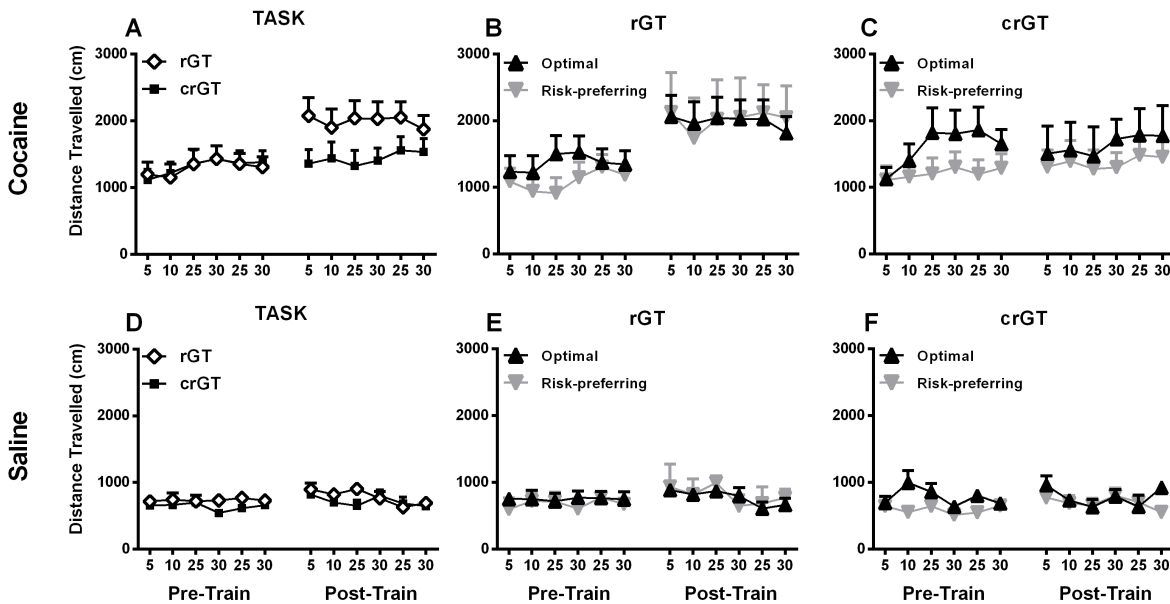 A TASK
B rGT
C crGT
Cocaine
Distance Travelled (cm)
3000
2000
1000
0
rGT
crGT
5 10 25 30 25 30 5 10 25 30 25 30
3000
2000
1000
0
Optimal
Risk-preferring
5 10 25 30 25 30 5 10 25 30 25 30
3000
2000
1000
0
Optimal
Risk-preferring
5 10 25 30 25 30 5 10 25 30 25 30
D TASK
E rGT
F crGT
Saline
Distance Travelled (cm)
3000
2000
1000
0
rGT
crGT
5 10 25 30 25 30 5 10 25 30 25 30
Pre-Train Post-Train
3000
2000
1000
0
Optimal
Risk-preferring
5 10 25 30 25 30 5 10 25 30 25 30
Pre-Train Post-Train
3000
2000
1000
0
Optimal
Risk-preferring
5 10 25 30 25 30 5 10 25 30 25 30
Pre-Train Post-Train